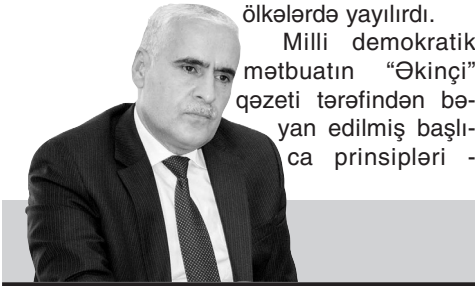 ölkələrdə yayılırdı.
Milli demokratik
mətbuatın “Əkinçi”
qəzeti tərəfindən bə-
yan edilmiş başlı-
ca prinsipləri -